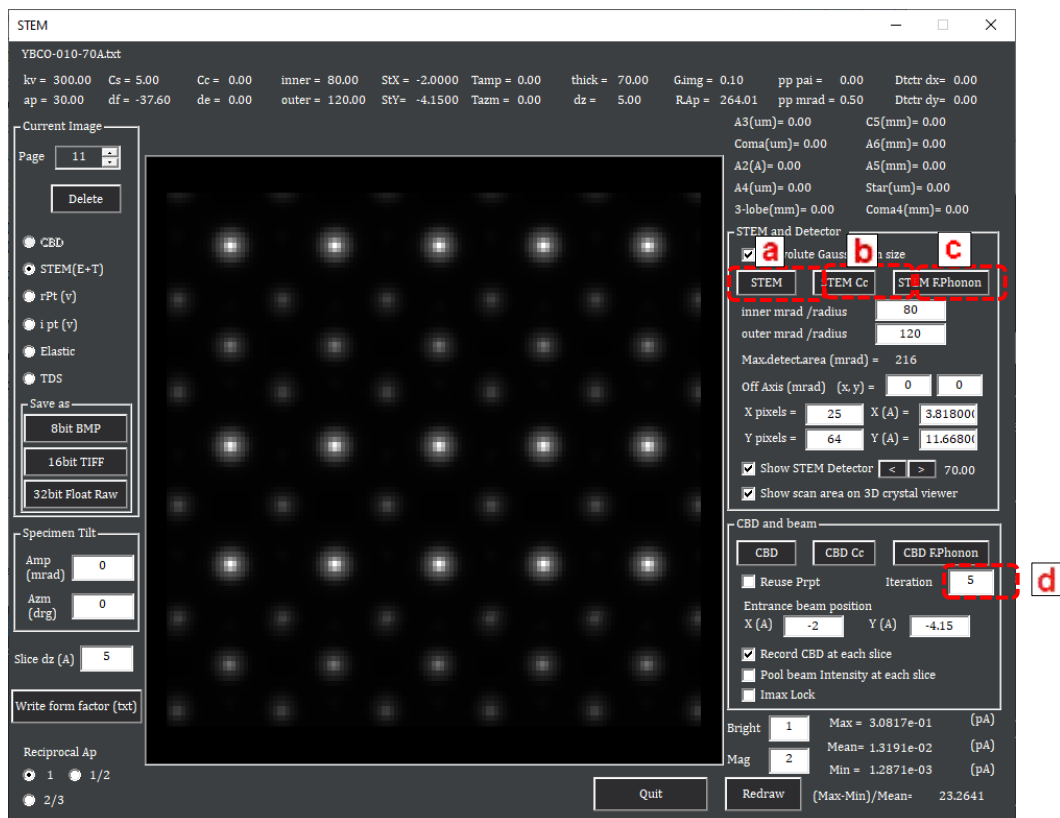 STEM
YBCO-010-70A.txt
kv = 300.00 Cs = 5.00 Cc = 0.00 inner = 80.00 StX = -2.0000 Tamp = 0.00 thick = 70.00 G.img = 0.10 pp pai = 0.00 Dtctr dx= 0.00
ap = 30.00 df = -37.60 de = 0.00 outer = 120.00 StY= -4.1500 Tazm = 0.00 dz = 5.00 R.Ap = 264.01 pp mrad = 0.50 Dtctr dy= 0.00
A3(um)= 0.00 C5(mm)= 0.00
Coma(um)= 0.00 A6(mm)= 0.00
A2(A)= 0.00 A5(mm)= 0.00
A4(um)= 0.00 Star(um)= 0.00
3-lobe(mm)= 0.00 Coma4(mm)= 0.00
Current Image
Page 11
Delete
CBD
STEM(E+T)
rPt (v)
i pt (v)
Elastic
TDS
Save as
8bit BMP
16bit TIFF
32bit Float Raw
Specimen Tilt
Amp (mrad) 0
Azm (drg) 0
Slice dz (A) 5
Write form factor (txt)
Reciprocal Ap
1 1/2
2/3
STEM and Detector
a b c
size
STEM STEM Cc STEM F.Phonon
inner mrad /radius 80
outer mrad /radius 120
Max.detect.area (mrad) = 216
Off Axis (mrad) (x, y) = 0 0
X pixels = 25 X (A) = 3.81800
Y pixels = 64 Y (A) = 11.6680
Show STEM Detector < > 70.00
Show scan area on 3D crystal viewer
CBD and beam
CBD CBD Cc CBD F.Phonon
Reuse Prpt Iteration 5
d
Entrance beam position
X (A) -2 Y (A) -4.15
Record CBD at each slice
Pool beam Intensity at each slice
Imax Lock
Bright 1 Max = 3.0817e-01 (pA)
Mean= 1.3191e-02 (pA)
Mag 2
Min = 1.2871e-03 (pA)
Quit Redraw (Max-Min)/Mean= 23.2641